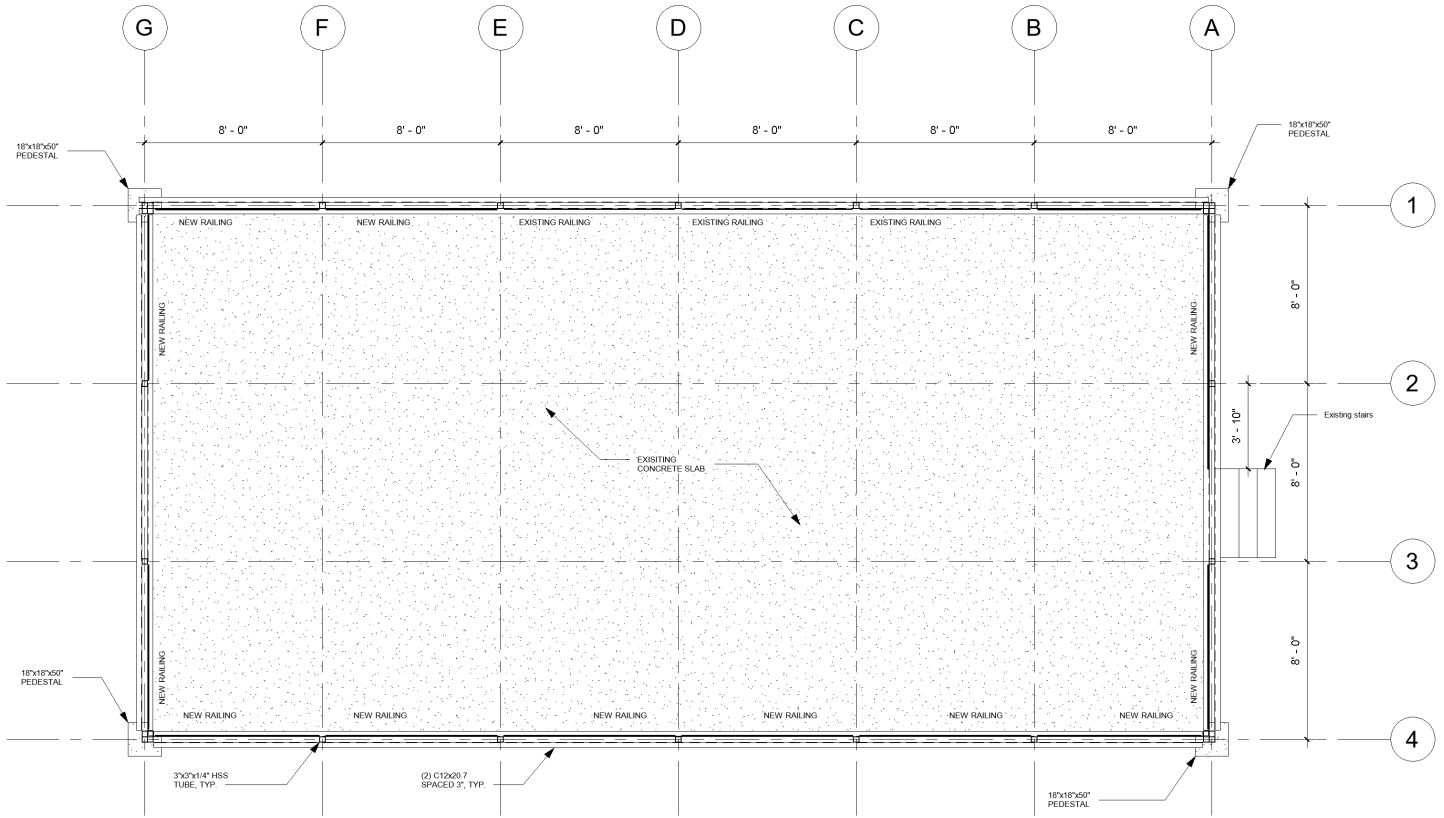 G
F
E
D
C
B
A
8' - 0"
8' - 0"
8' - 0"
8' - 0"
8' - 0"
8' - 0"
18"x18"x50"
PEDESTAL
18"x18"x50"
PEDESTAL
1
NEW RAILING
NEW RAILING
EXISTING RAILING
EXISTING RAILING
EXISTING RAILING
8' - 0"
NEW RAILING
NEW RAILING
2
3' - 10"
Existing stairs
EXISITING
CONCRETE SLAB
8' - 0"
3
8' - 0"
NEW RAILING
NEW RAILING
18"x18"x50"
PEDESTAL
NEW RAILING
NEW RAILING
NEW RAILING
NEW RAILING
NEW RAILING
NEW RAILING
4
3"x3"x1/4" HSS
TUBE, TYP.
(2) C12x20.7
SPACED 3", TYP.
18"x18"x50"
PEDESTAL